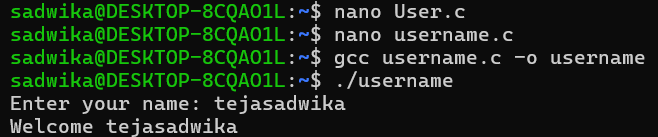 sadwika@DESKTOP-8CQAO1L:~$ nano User.c
sadwika@DESKTOP-8CQAO1L:~$ nano username.c
sadwika@DESKTOP-8CQAO1L:~$ gcc username.c -o username
sadwika@DESKTOP-8CQAO1L:~$ ./username
Enter your name: tejasadwika
Welcome tejasadwika